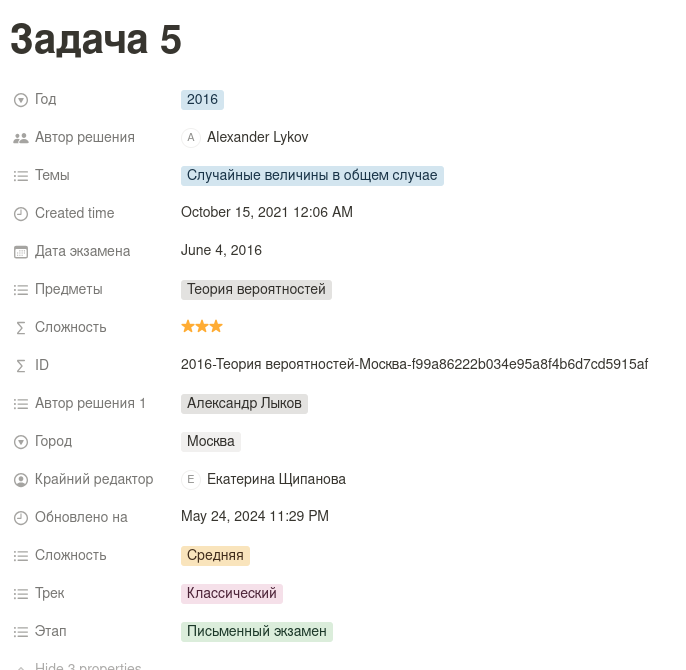 Задача 5
Год 2016
Автор решения A Alexander Lykov
Темы Случайные величины в общем случае
Created time October 15, 2021 12:06 AM
Дата экзамена June 4, 2016
Предметы Теория вероятностей
Сложность ⭐⭐⭐
ID 2016-Теория вероятностей-Москва-f99a86222b034e95a8f4b6d7cd5915af
Автор решения 1 Александр Лыков
Город Москва
Крайний редактор E Екатерина Щипанова
Обновлено на May 24, 2024 11:29 PM
Сложность Средняя
Трек Классический
Этап Письменный экзамен
Hide 3 properties